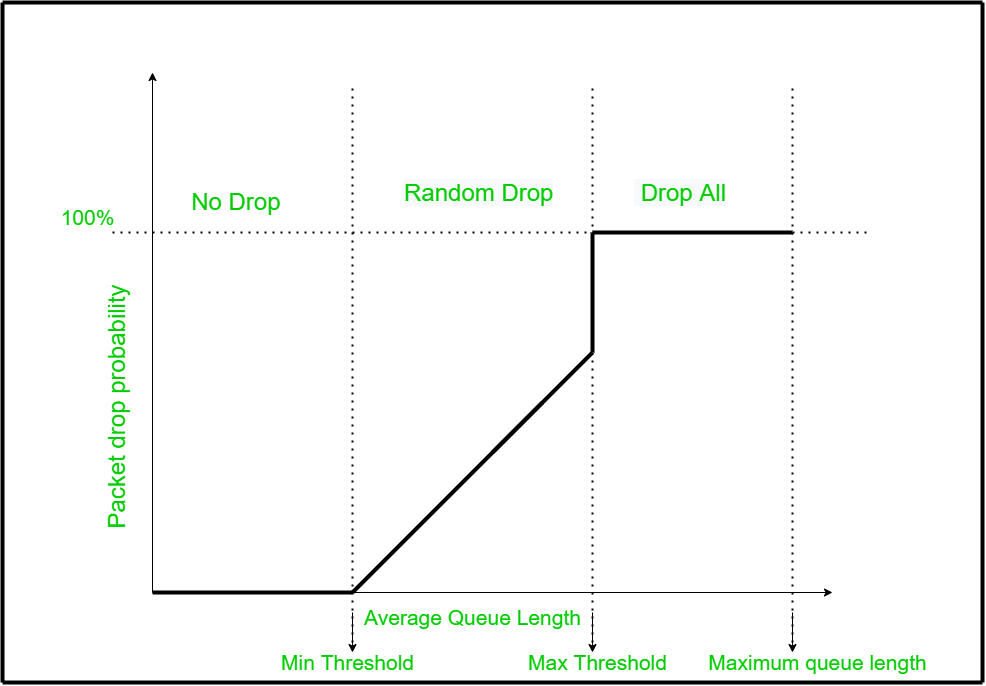 No Drop
Random Drop
Drop All
100%
Packet drop probability
Average Queue Length
Min Threshold
Max Threshold
Maximum queue length